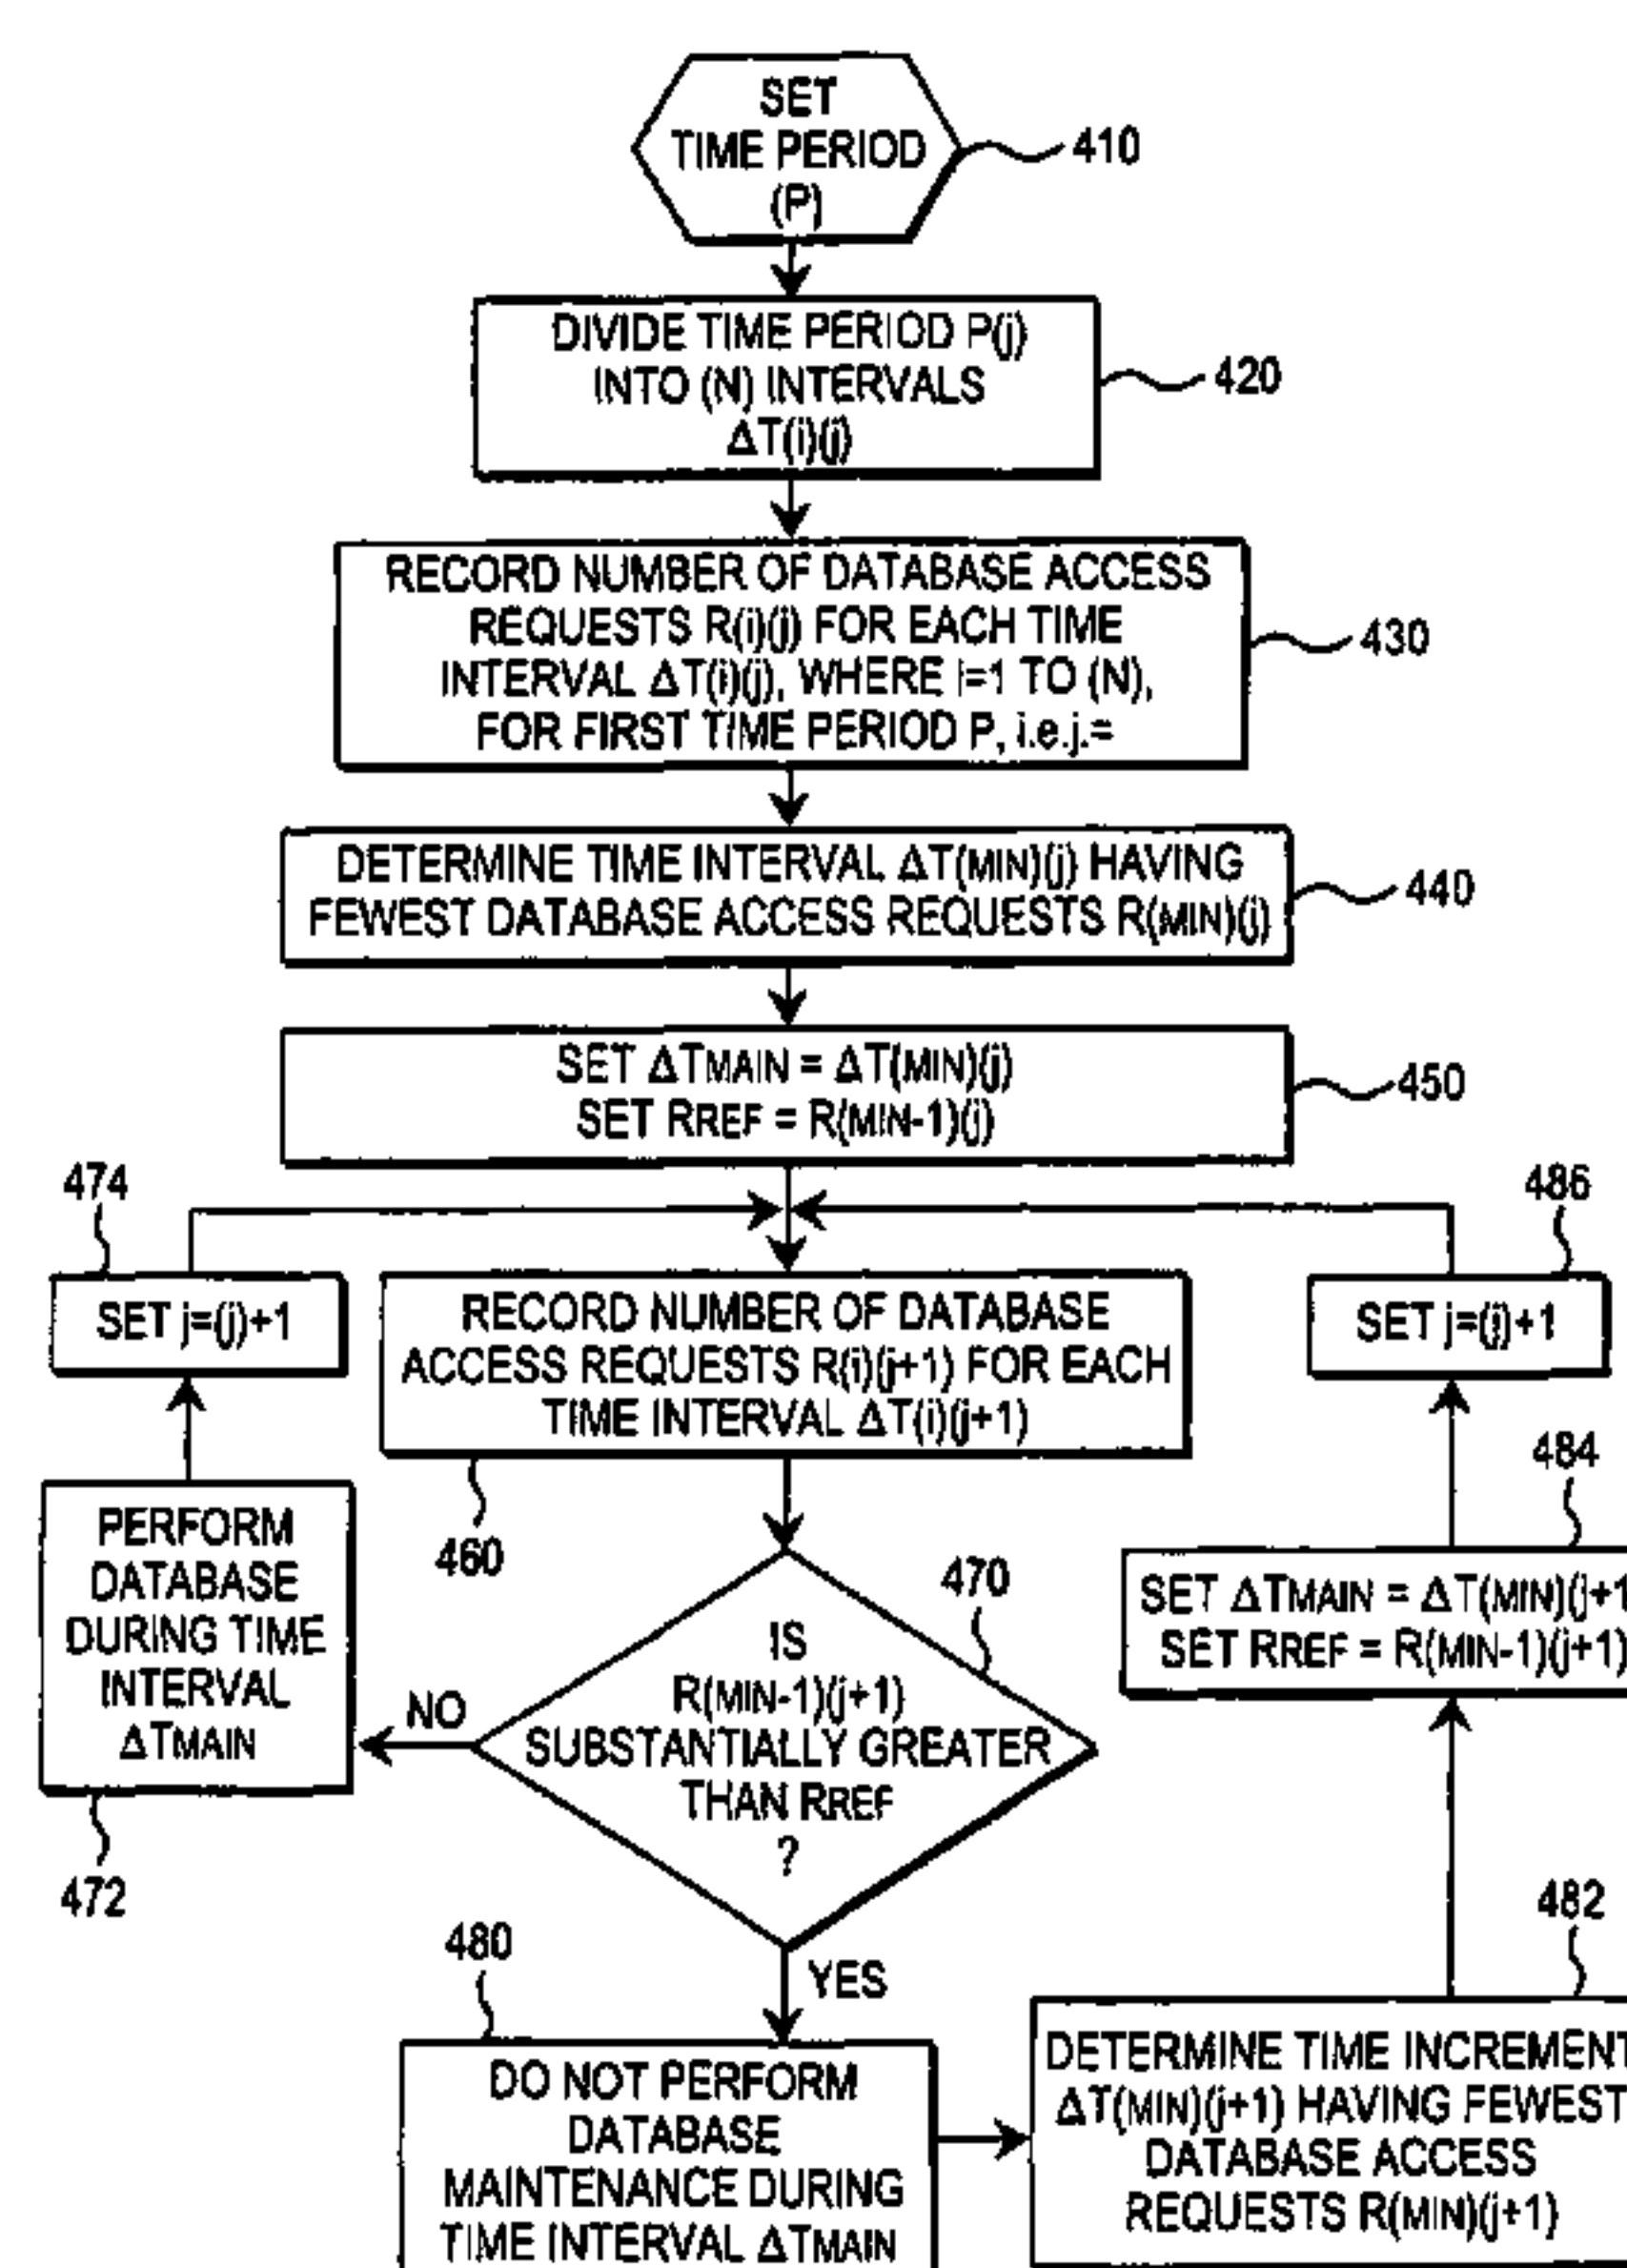 SET
TIME PERIOD
(P)
410
DIVIDE TIME PERIOD P(j)
INTO (N) INTERVALS
ΔT(i)(j)
420
RECORD NUMBER OF DATABASE ACCESS
REQUESTS R(i)(j) FOR EACH TIME
INTERVAL ΔT(i)(j), WHERE i=1 TO (N),
FOR FIRST TIME PERIOD P, i.e.j.=
430
DETERMINE TIME INTERVAL ΔT(MIN)(j) HAVING
FEWEST DATABASE ACCESS REQUESTS R(MIN)(j)
440
SET ΔTMAIN = ΔT(MIN)(j)
SET RREF = R(MIN-1)(j)
450
474
SET j=(j)+1
486
SET j=(j)+1
RECORD NUMBER OF DATABASE
ACCESS REQUESTS R(i)(j+1) FOR EACH
TIME INTERVAL ΔT(i)(j+1)
460
PERFORM
DATABASE
DURING TIME
INTERVAL
ΔTMAIN
472
NO
IS
R(MIN-1)(j+1)
SUBSTANTIALLY GREATER
THAN RREF
?
470
YES
484
SET ΔTMAIN = ΔT(MIN)(j+1
SET RREF = R(MIN-1)(j+1)
480
DO NOT PERFORM
DATABASE
MAINTENANCE DURING
TIME INTERVAL ΔTMAIN
482
DETERMINE TIME INCREMENT
ΔT(MIN)(j+1) HAVING FEWEST
DATABASE ACCESS
REQUESTS R(MIN)(j+1)